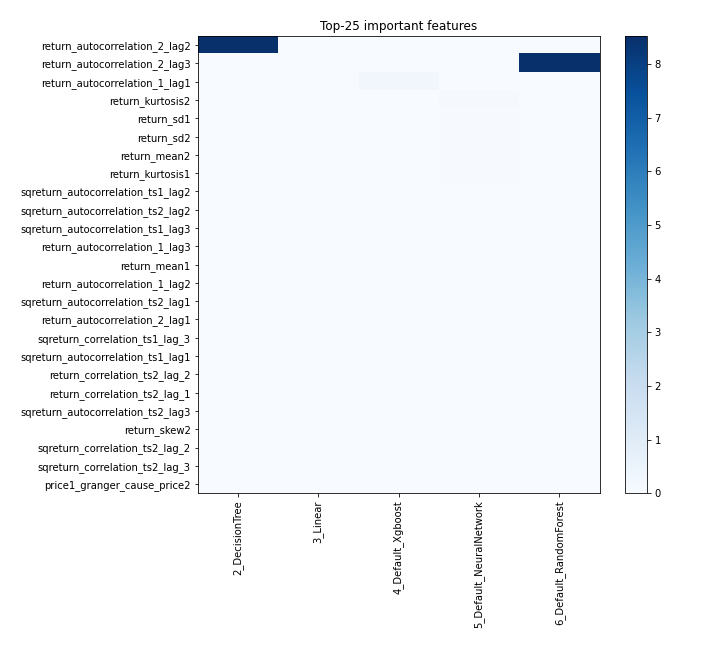 Top-25 important features
return_autocorrelation_2_lag2
return_autocorrelation_2_lag3
return_autocorrelation_1_lag1
return_kurtosis2
return_sd1
return_sd2
return_mean2
return_kurtosis1
sqreturn_autocorrelation_ts1_lag2
sqreturn_autocorrelation_ts2_lag2
sqreturn_autocorrelation_ts1_lag3
return_autocorrelation_1_lag3
return_mean1
return_autocorrelation_1_lag2
sqreturn_autocorrelation_ts2_lag1
return_autocorrelation_2_lag1
sqreturn_correlation_ts1_lag_3
sqreturn_autocorrelation_ts1_lag1
return_correlation_ts2_lag_2
return_correlation_ts2_lag_1
sqreturn_autocorrelation_ts2_lag3
return_skew2
sqreturn_correlation_ts2_lag_2
sqreturn_correlation_ts2_lag_3
price1_granger_cause_price2
2_DecisionTree
3_Linear
4_Default_Xgboost
5_Default_NeuralNetwork
6_Default_RandomForest
8
7
6
5
4
3
2
1
0